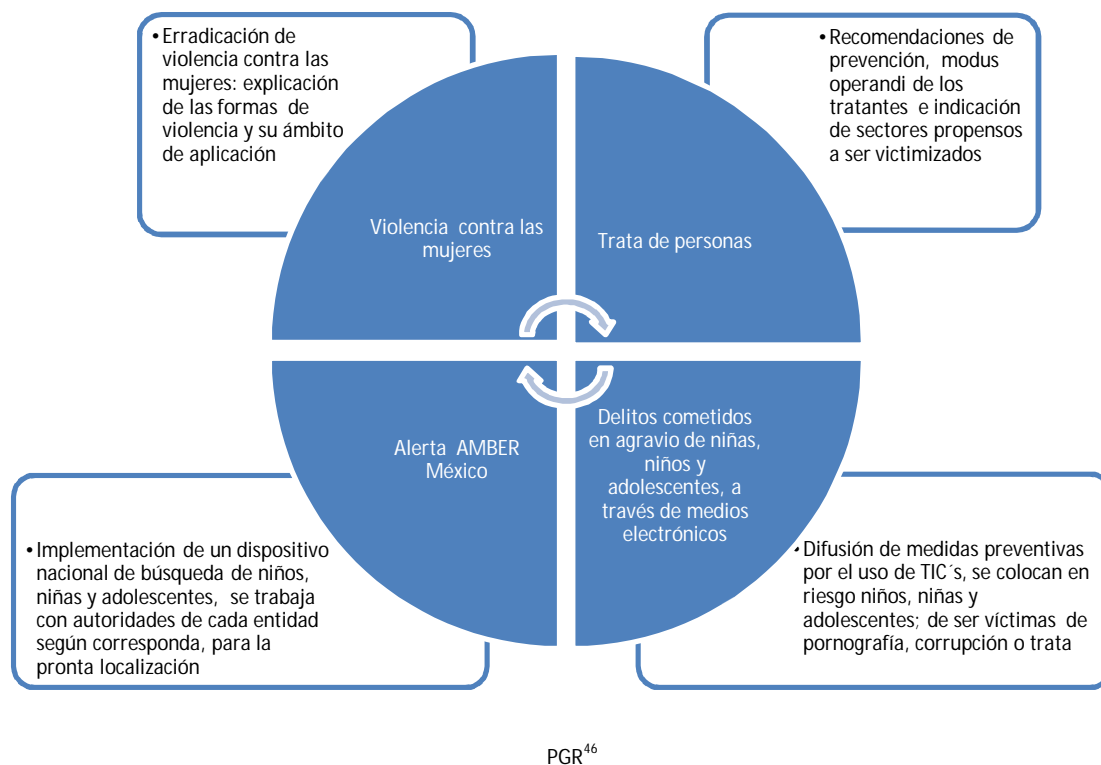 •Erradicación de
violencia contra las
mujeres: explicación
de las formas de
violencia y su ámbito
de aplicación
•Recomendaciones de
prevención, modus
operandi de los
tratantes e indicación
de sectores propensos
a ser victimizados
Violencia contra las
mujeres
Trata de personas
Alerta AMBER
México
Delitos cometidos
en agravio de niñas,
niños y
adolescentes, a
través de medios
electrónicos
•Implementación de un dispositivo
nacional de búsqueda de niños,
niñas y adolescentes, se trabaja
con autoridades de cada entidad
según corresponda, para la
pronta localización
•Difusión de medidas preventivas
por el uso de TIC´s, se colocan en
riesgo niños, niñas y
adolescentes; de ser víctimas de
pornografía, corrupción o trata
PGR46